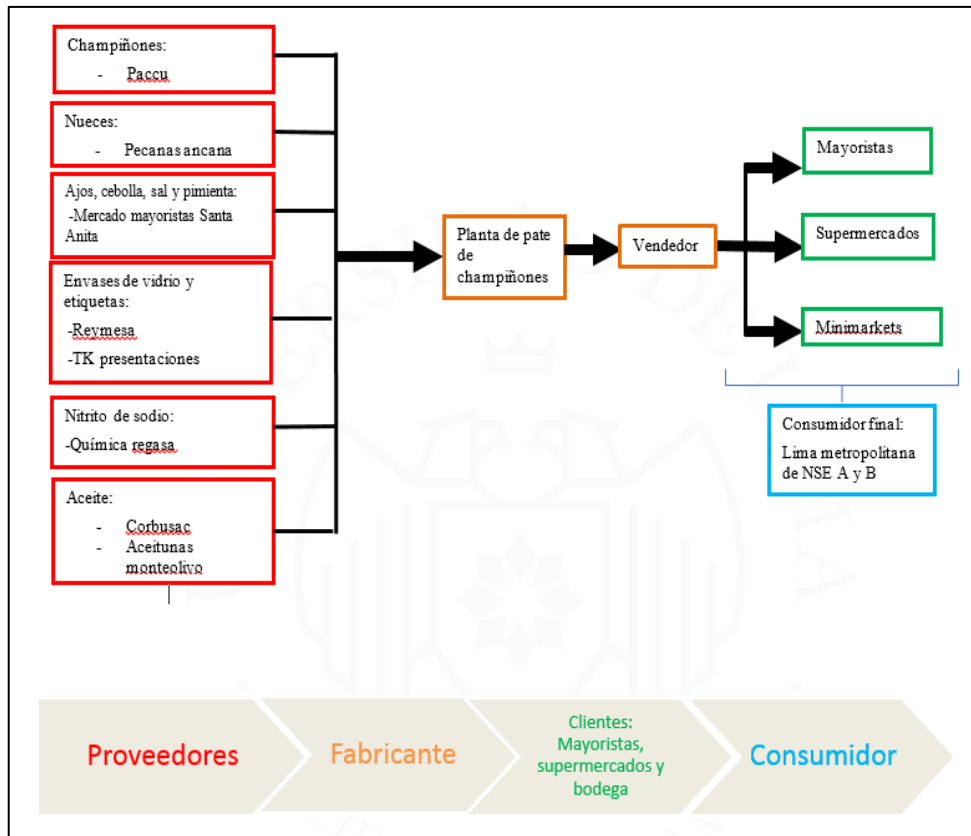 Champiñones:
- Paccu
Nueces:
- Pecanas ancana
Ajos, cebolla, sal y pimienta:
-Mercado mayoristas Santa
Anita
Envases de vidrio y
etiquetas:
-Reymesa
-TK presentaciones
Nitrito de sodio:
-Química regasa
Aceite:
- Corbusac
- Aceitunas
monteolivo
Planta de pate
de
champiñones
Vendedor
Mayoristas
Supermercados
Minimarkets
Consumidor final:
Lima metropolitana
de NSE A y B
Proveedores
Fabricante
Clientes:
Mayoristas,
supermercados y
bodega
Consumidor